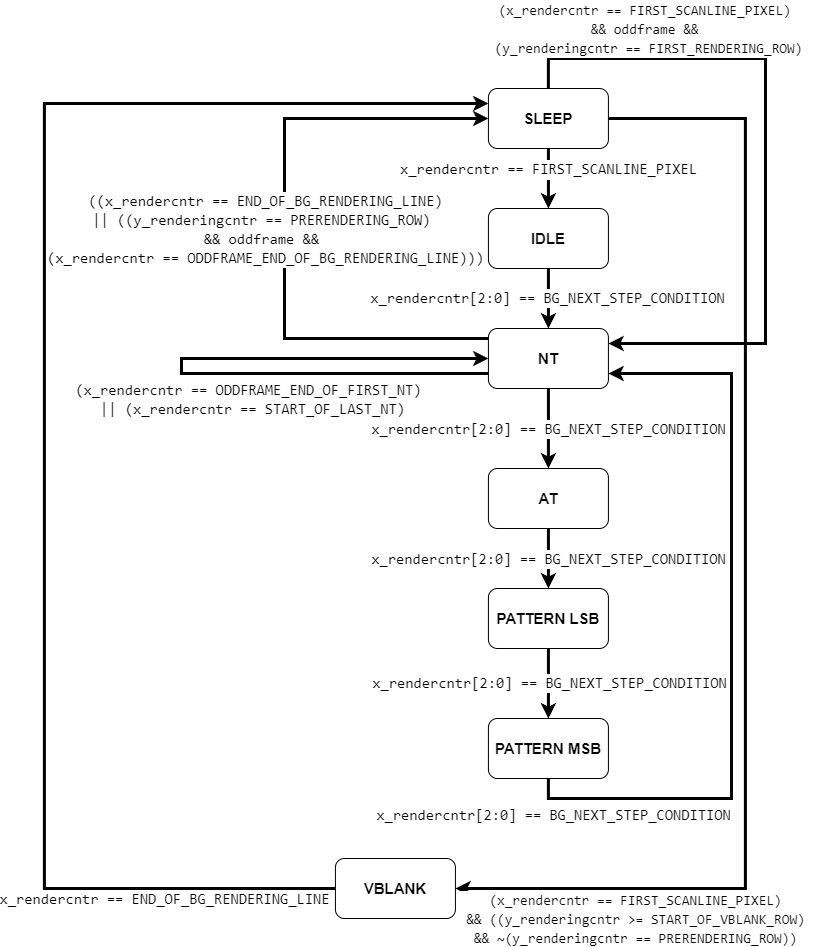 (x_rendercntr == FIRST_SCANLINE_PIXEL)
&& oddframe &&
(y_renderingcntr == FIRST_RENDERING_ROW)
SLEEP
x_rendercntr == FIRST_SCANLINE_PIXEL
((x_rendercntr == END_OF_BG_RENDERING_LINE)
|| ((y_renderingcntr == PRERENDERING_ROW)
&& oddframe &&
(x_rendercntr == ODDFRAME_END_OF_BG_RENDERING_LINE)))
IDLE
x_rendercntr[2:0] == BG_NEXT_STEP_CONDITION
NT
(x_rendercntr == ODDFRAME_END_OF_FIRST_NT)
|| (x_rendercntr == START_OF_LAST_NT)
x_rendercntr[2:0] == BG_NEXT_STEP_CONDITION
AT
x_rendercntr[2:0] == BG_NEXT_STEP_CONDITION
PATTERN LSB
x_rendercntr[2:0] == BG_NEXT_STEP_CONDITION
PATTERN MSB
x_rendercntr[2:0] == BG_NEXT_STEP_CONDITION
VBLANK
x_rendercntr == END_OF_BG_RENDERING_LINE
(x_rendercntr == FIRST_SCANLINE_PIXEL)
&& ((y_renderingcntr >= START_OF_VBLANK_ROW)
&& ~(y_renderingcntr == PRERENDERING_ROW))